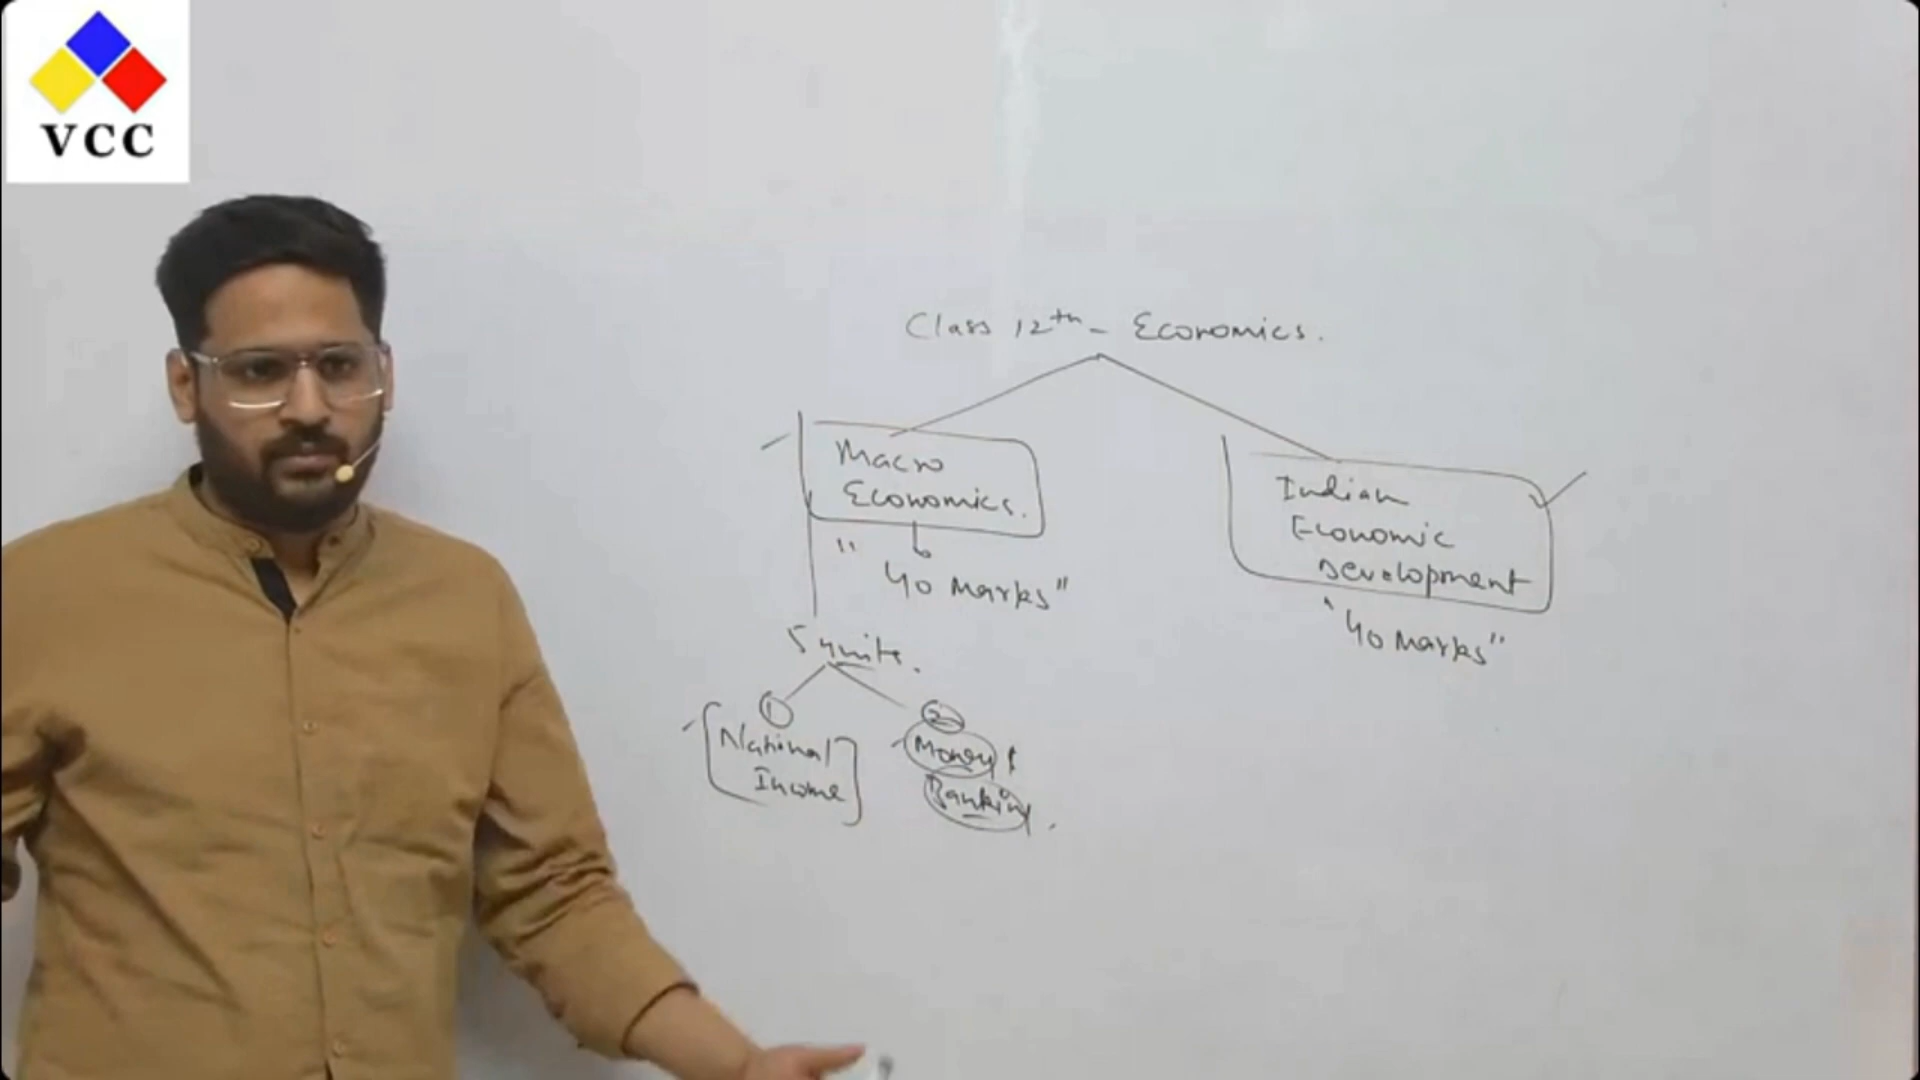 VCC
Class 12th - Economics.
Macro
Economics.
"40 Marks"
Indian
Economic
Development
"40 Marks"
5 units.
1
National
Income
2
Money &
Banking.